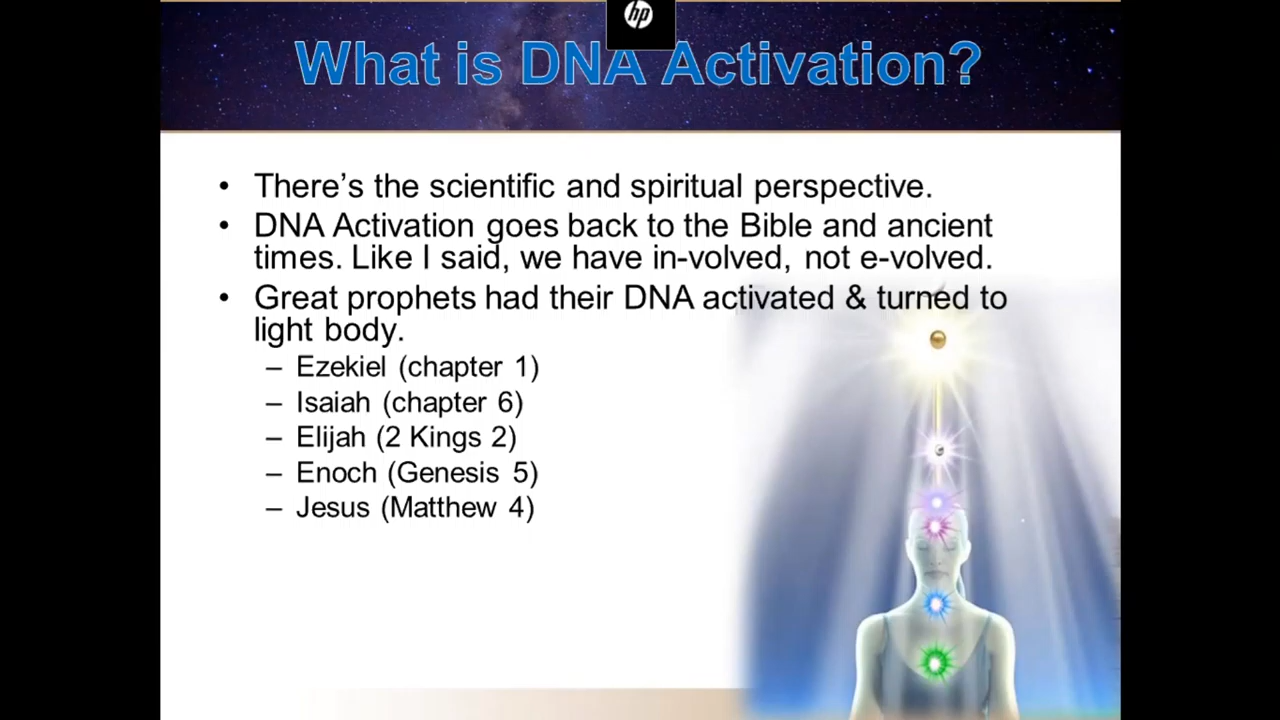 hp
What is DNA Activation?
• There’s the scientific and spiritual perspective.
• DNA Activation goes back to the Bible and ancient
times. Like I said, we have in-volved, not e-volved.
• Great prophets had their DNA activated & turned to
light body.
– Ezekiel (chapter 1)
– Isaiah (chapter 6)
– Elijah (2 Kings 2)
– Enoch (Genesis 5)
– Jesus (Matthew 4)